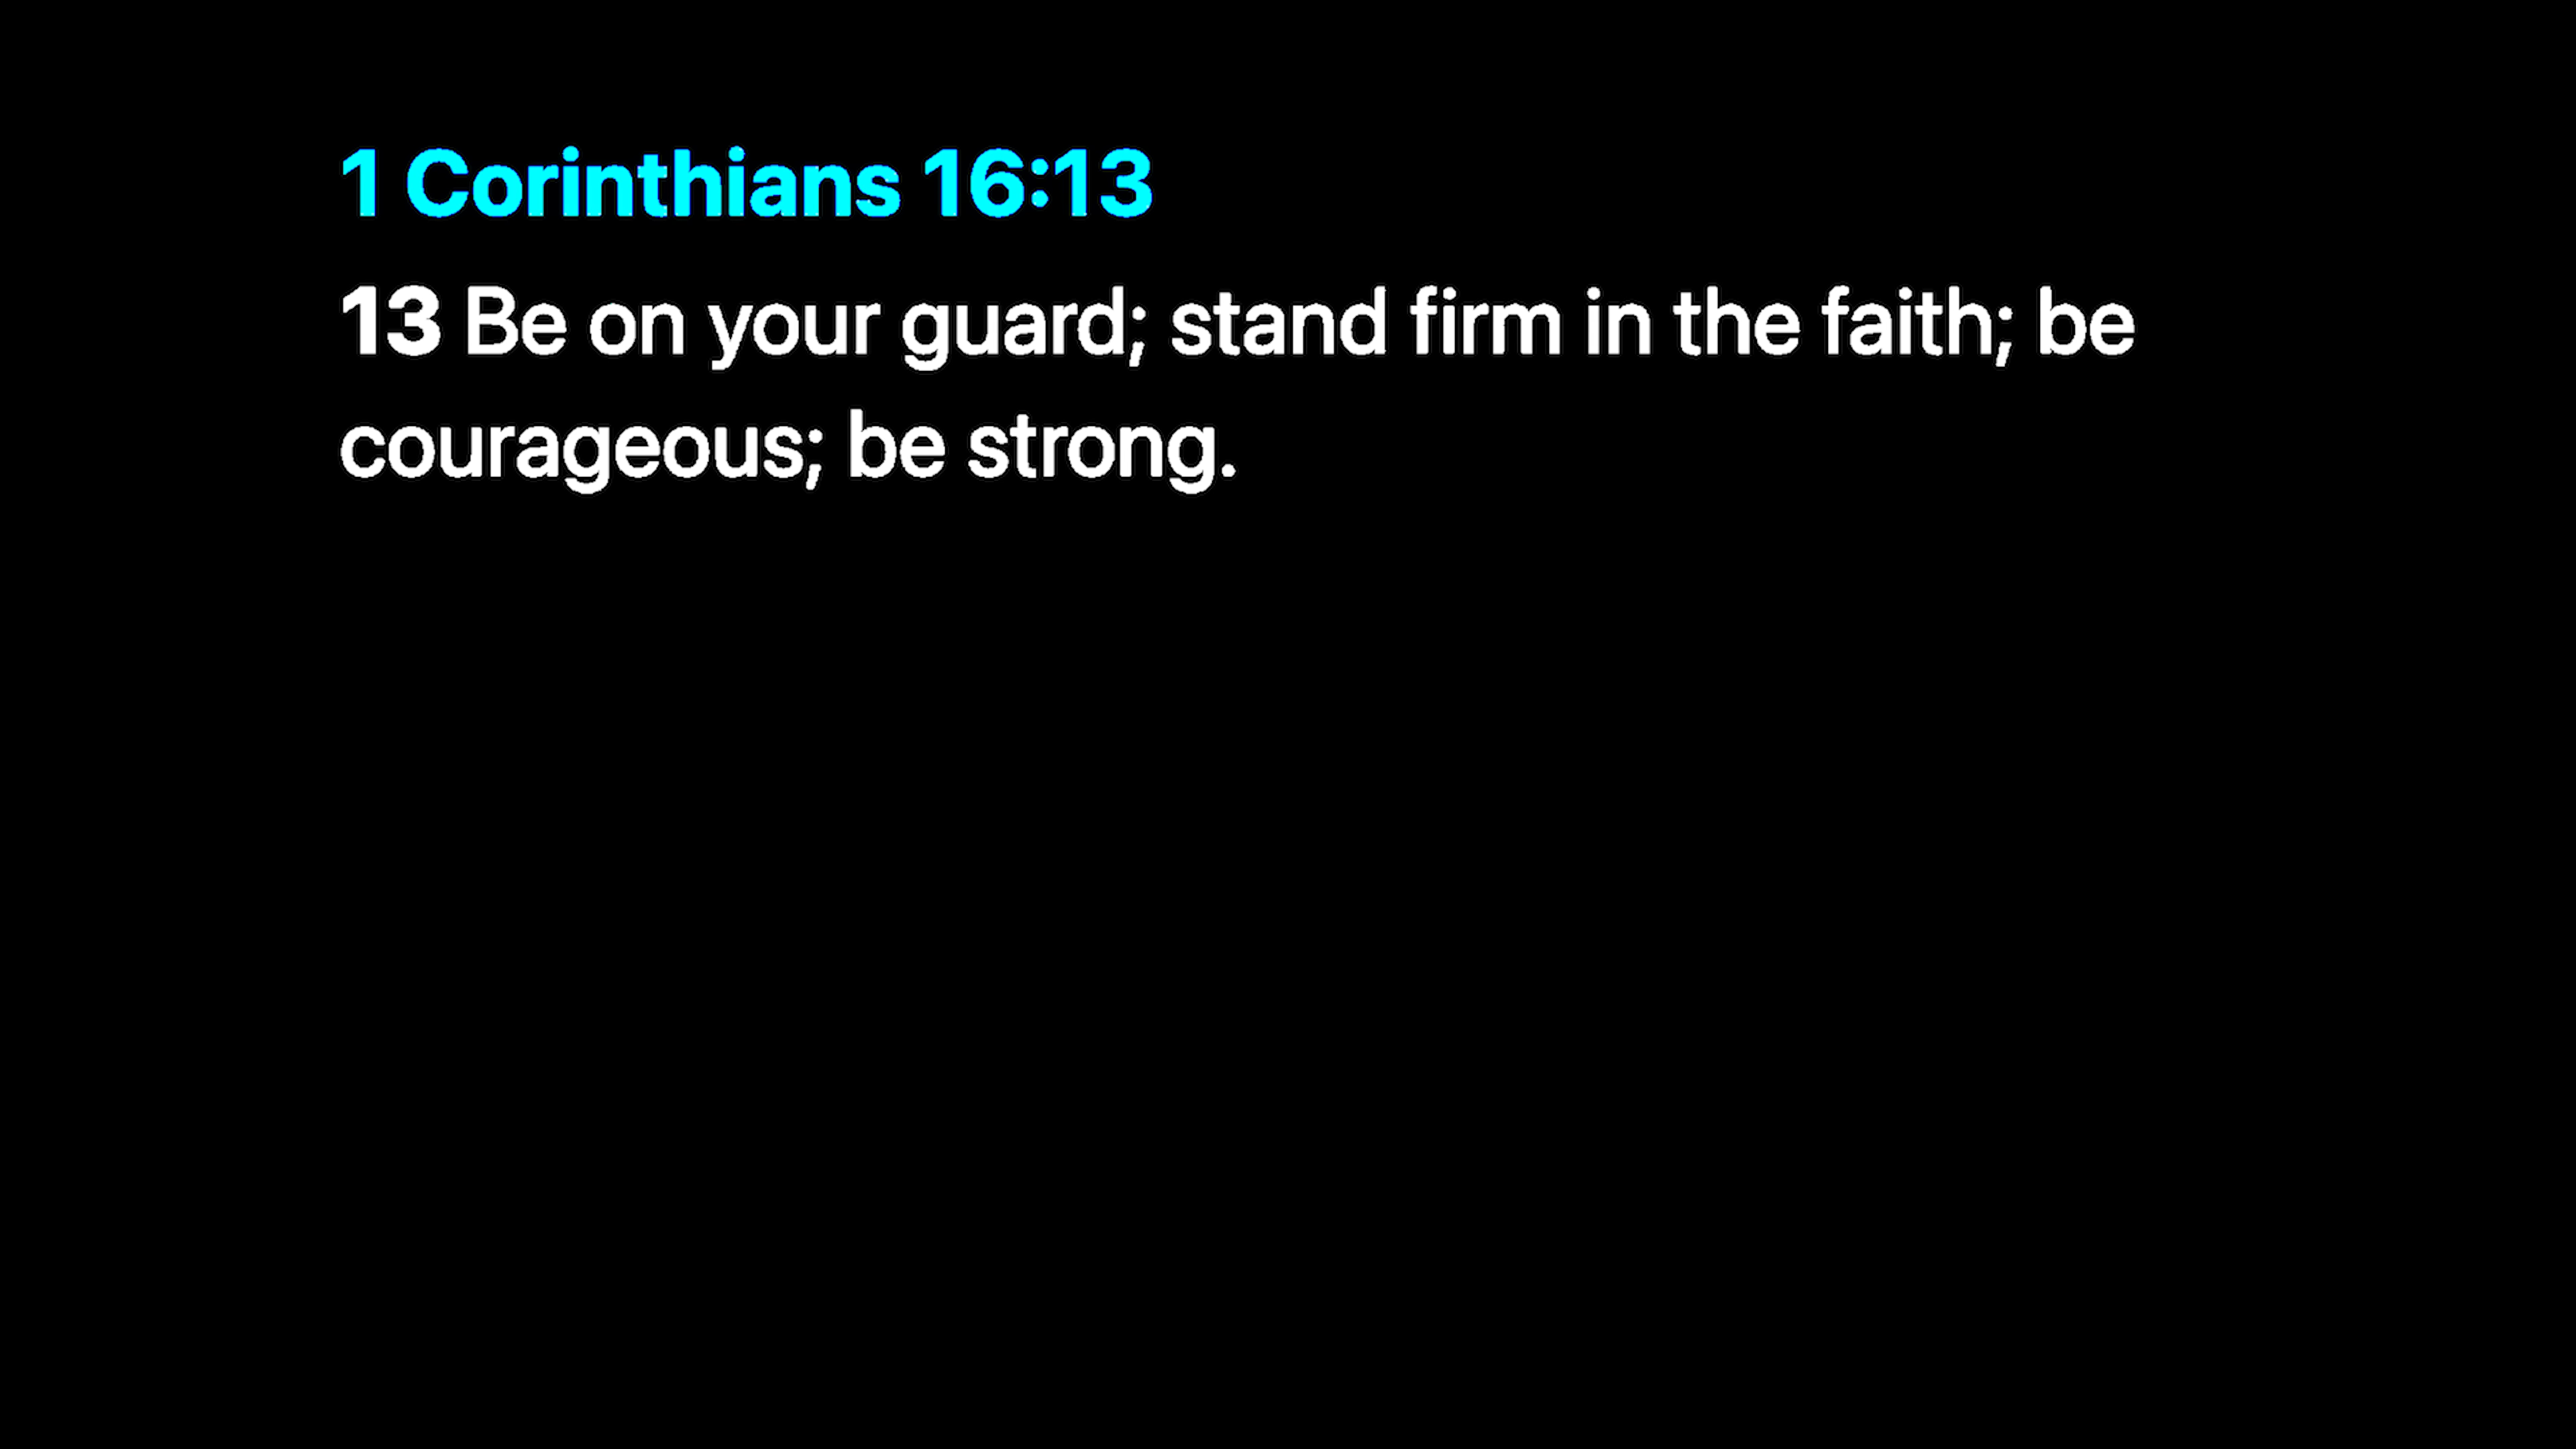 1 Corinthians 16:13
13 Be on your guard; stand firm in the faith; be
courageous; be strong.